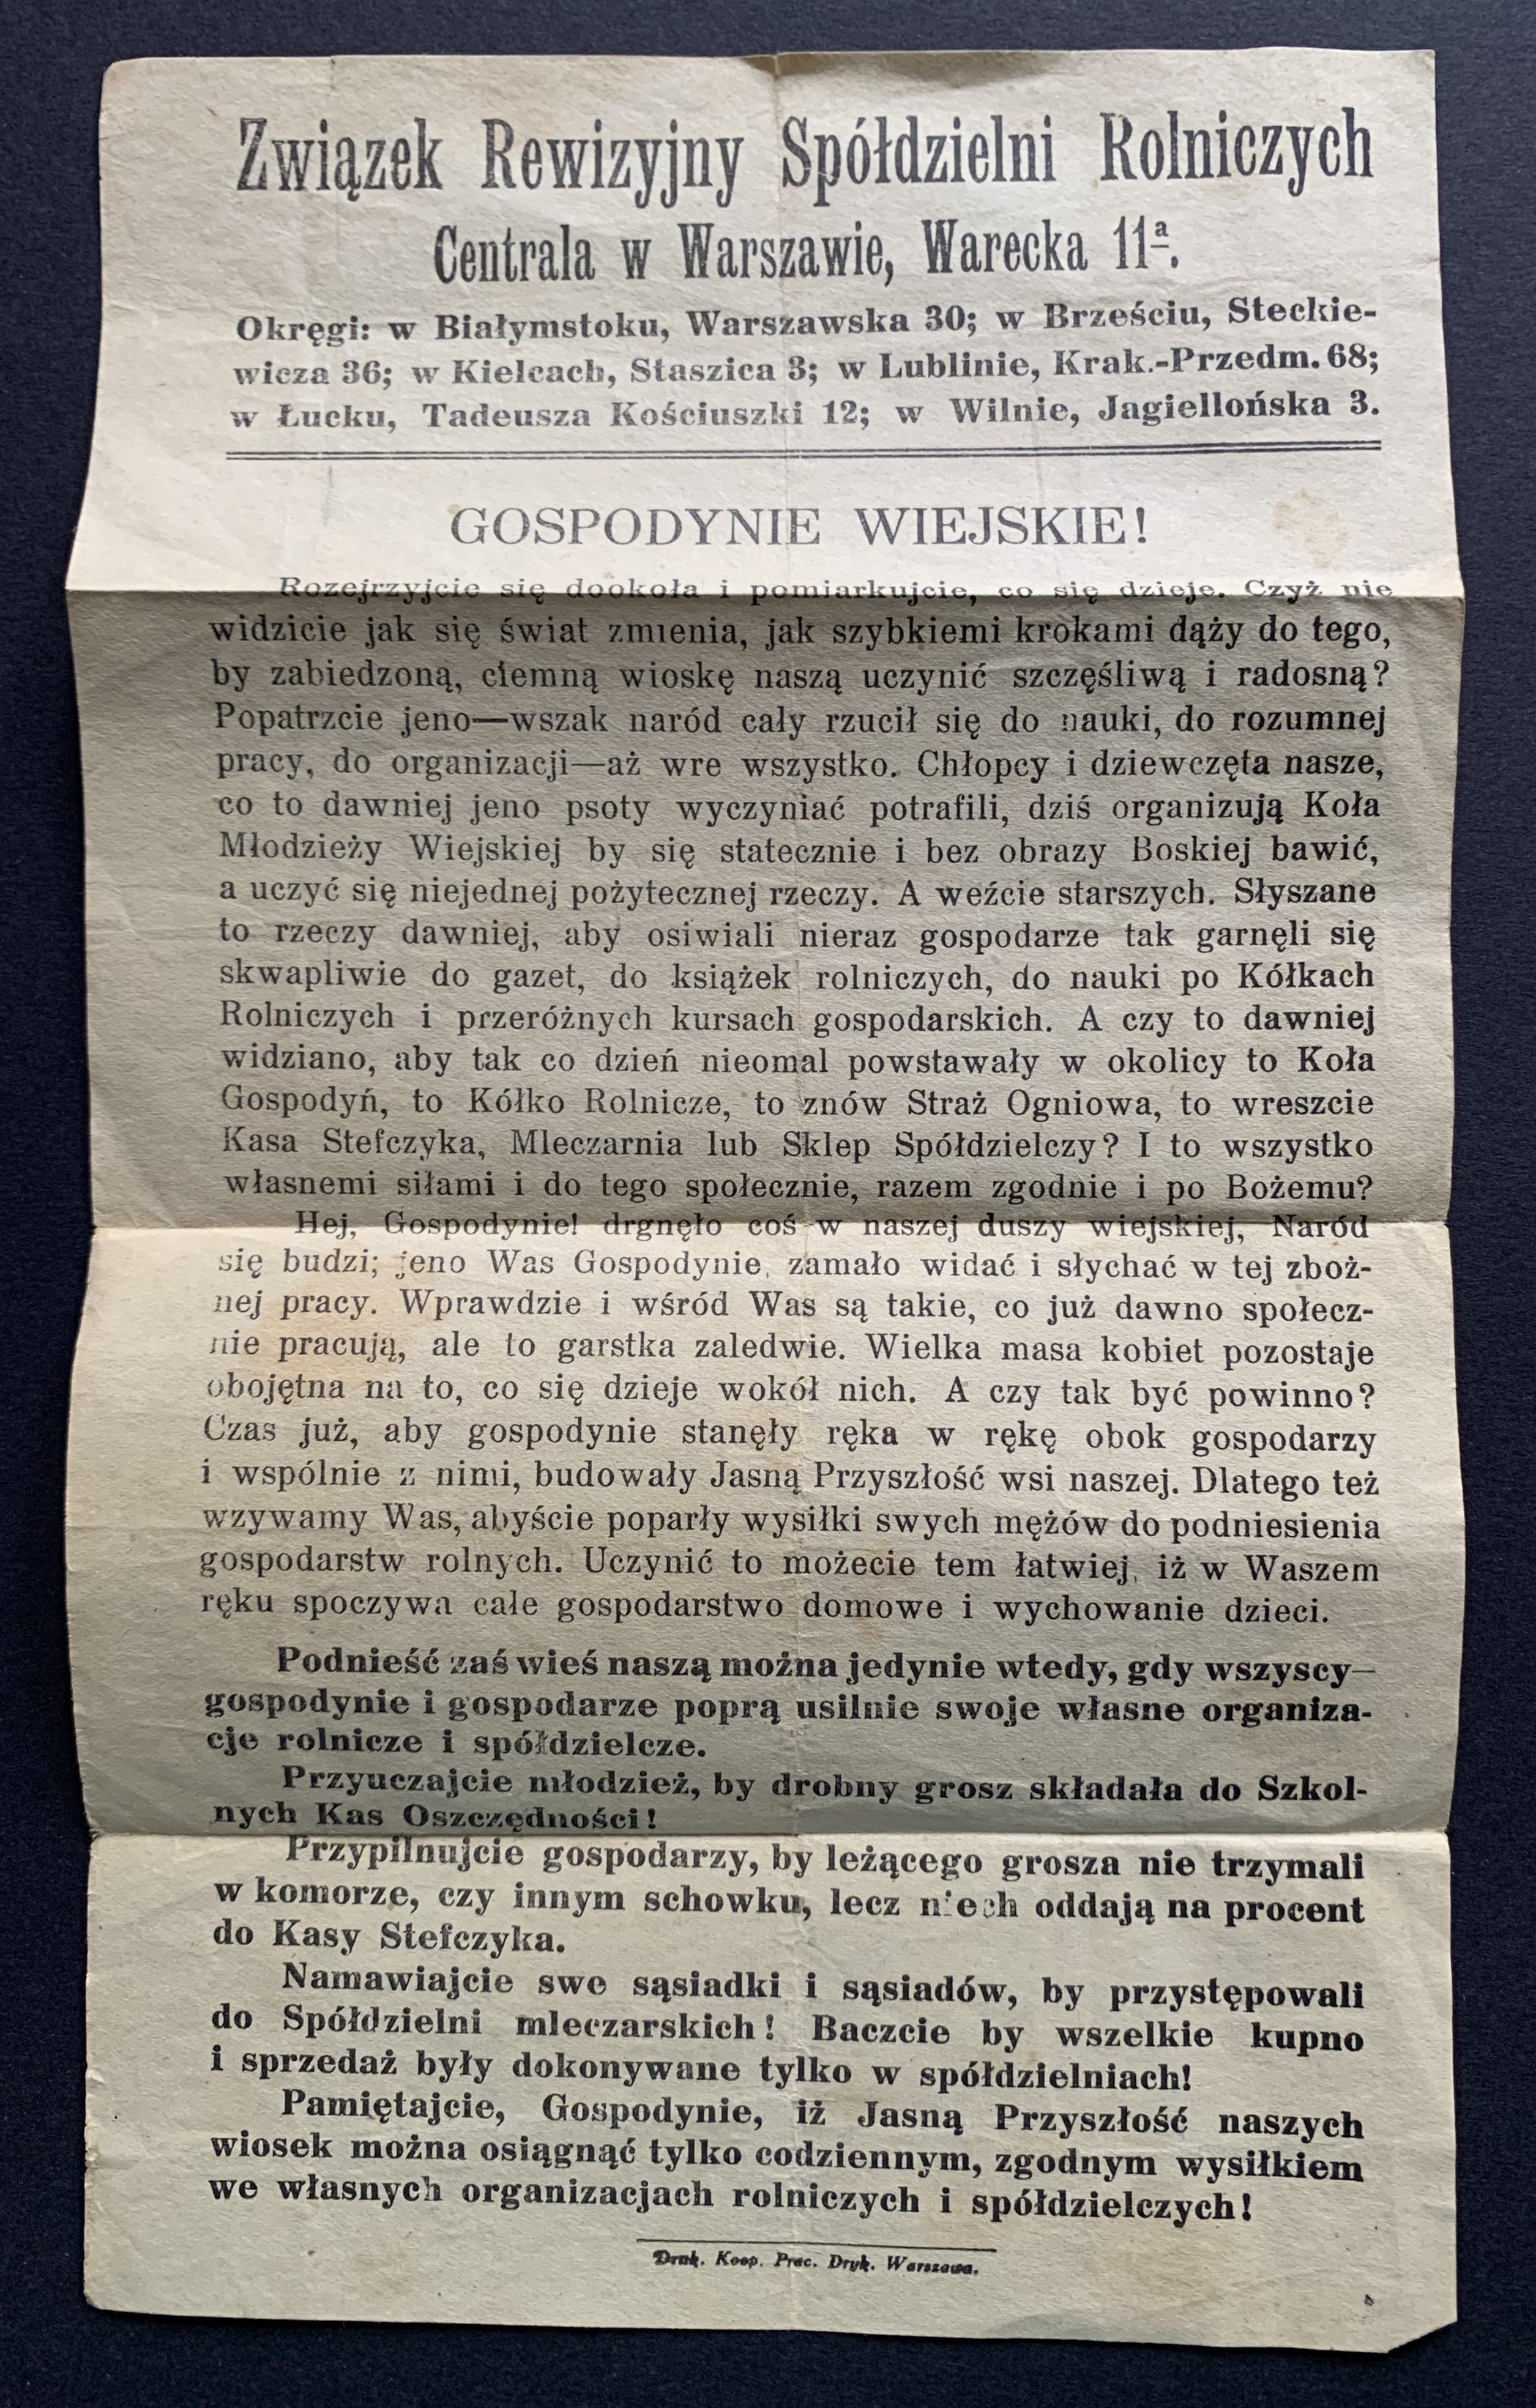 Związek Rewizyjny Spółdzielni Rolniczych
Centrala w Warszawie, Warecka 11a.
Okręgi: w Białymstoku, Warszawska 30; w Brześciu, Steckie-
wicza 36; w Kielcach, Staszica 3; w Lublinie, Krak.-Przedm. 68;
w Łucku, Tadeusza Kościuszki 12; w Wilnie, Jagiellońska 3.
GOSPODYNIE WIEJSKIE!
Rozejrzyjcie się dookoła i pomiarkujcie, co się dzieje. Czyż nie
widzicie jak się świat zmienia, jak szybkiemi krokami dąży do tego,
by zabiedzoną, ciemną wioskę naszą uczynić szczęśliwą i radosną?
Popatrzcie jeno—wszak naród cały rzucił się do nauki, do rozumnej
pracy, do organizacji—aż wre wszystko. Chłopcy i dziewczęta nasze,
co to dawniej jeno psoty wyczyniać potrafili, dziś organizują Koła
Młodzieży Wiejskiej by się statecznie i bez obrazy Boskiej bawić,
a uczyć się niejednej pożytecznej rzeczy. A weźcie starszych. Słyszane
to rzeczy dawniej, aby osiwiali nieraz gospodarze tak garnęli się
skwapliwie do gazet, do książek rolniczych, do nauki po Kółkach
Rolniczych i przeróżnych kursach gospodarskich. A czy to dawniej
widziano, aby tak co dzień nieomal powstawały w okolicy to Koła
Gospodyń, to Kółko Rolnicze, to znów Straż Ogniowa, to wreszcie
Kasa Stefczyka, Mleczarnia lub Sklep Spółdzielczy? I to wszystko
własnemi siłami i do tego społecznie, razem zgodnie i po Bożemu?
Hej, Gospodynie! drgnęło coś w naszej duszy wiejskiej, Naród
się budzi; jeno Was Gospodynie, zamało widać i słychać w tej zboż-
nej pracy. Wprawdzie i wśród Was są takie, co już dawno społecz-
nie pracują, ale to garstka zaledwie. Wielka masa kobiet pozostaje
obojętna na to, co się dzieje wokół nich. A czy tak być powinno?
Czas już, aby gospodynie stanęły ręka w rękę obok gospodarzy
i wspólnie z nimi, budowały Jasną Przyszłość wsi naszej. Dlatego też
wzywamy Was, abyście poparły wysiłki swych mężów do podniesienia
gospodarstw rolnych. Uczynić to możecie tem łatwiej, iż w Waszem
ręku spoczywa całe gospodarstwo domowe i wychowanie dzieci.
Podnieść zaś wieś naszą można jedynie wtedy, gdy wszyscy—
gospodynie i gospodarze poprą usilnie swoje własne organiza-
cje rolnicze i spółdzielcze.
Przyuczajcie młodzież, by drobny grosz składała do Szkol-
nych Kas Oszczędności!
Przypilnujcie gospodarzy, by leżącego grosza nie trzymali
w komorze, czy innym schowku, lecz niech oddają na procent
do Kasy Stefczyka.
Namawiajcie swe sąsiadki i sąsiadów, by przystępowali
do Spółdzielni mleczarskich! Baczcie by wszelkie kupno
i sprzedaż były dokonywane tylko w spółdzielniach!
Pamiętajcie, Gospodynie, iż Jasną Przyszłość naszych
wiosek można osiągnąć tylko codziennym, zgodnym wysiłkiem
we własnych organizacjach rolniczych i spółdzielczych!
Druk. Koop. Prac. Druk. Warszawa.